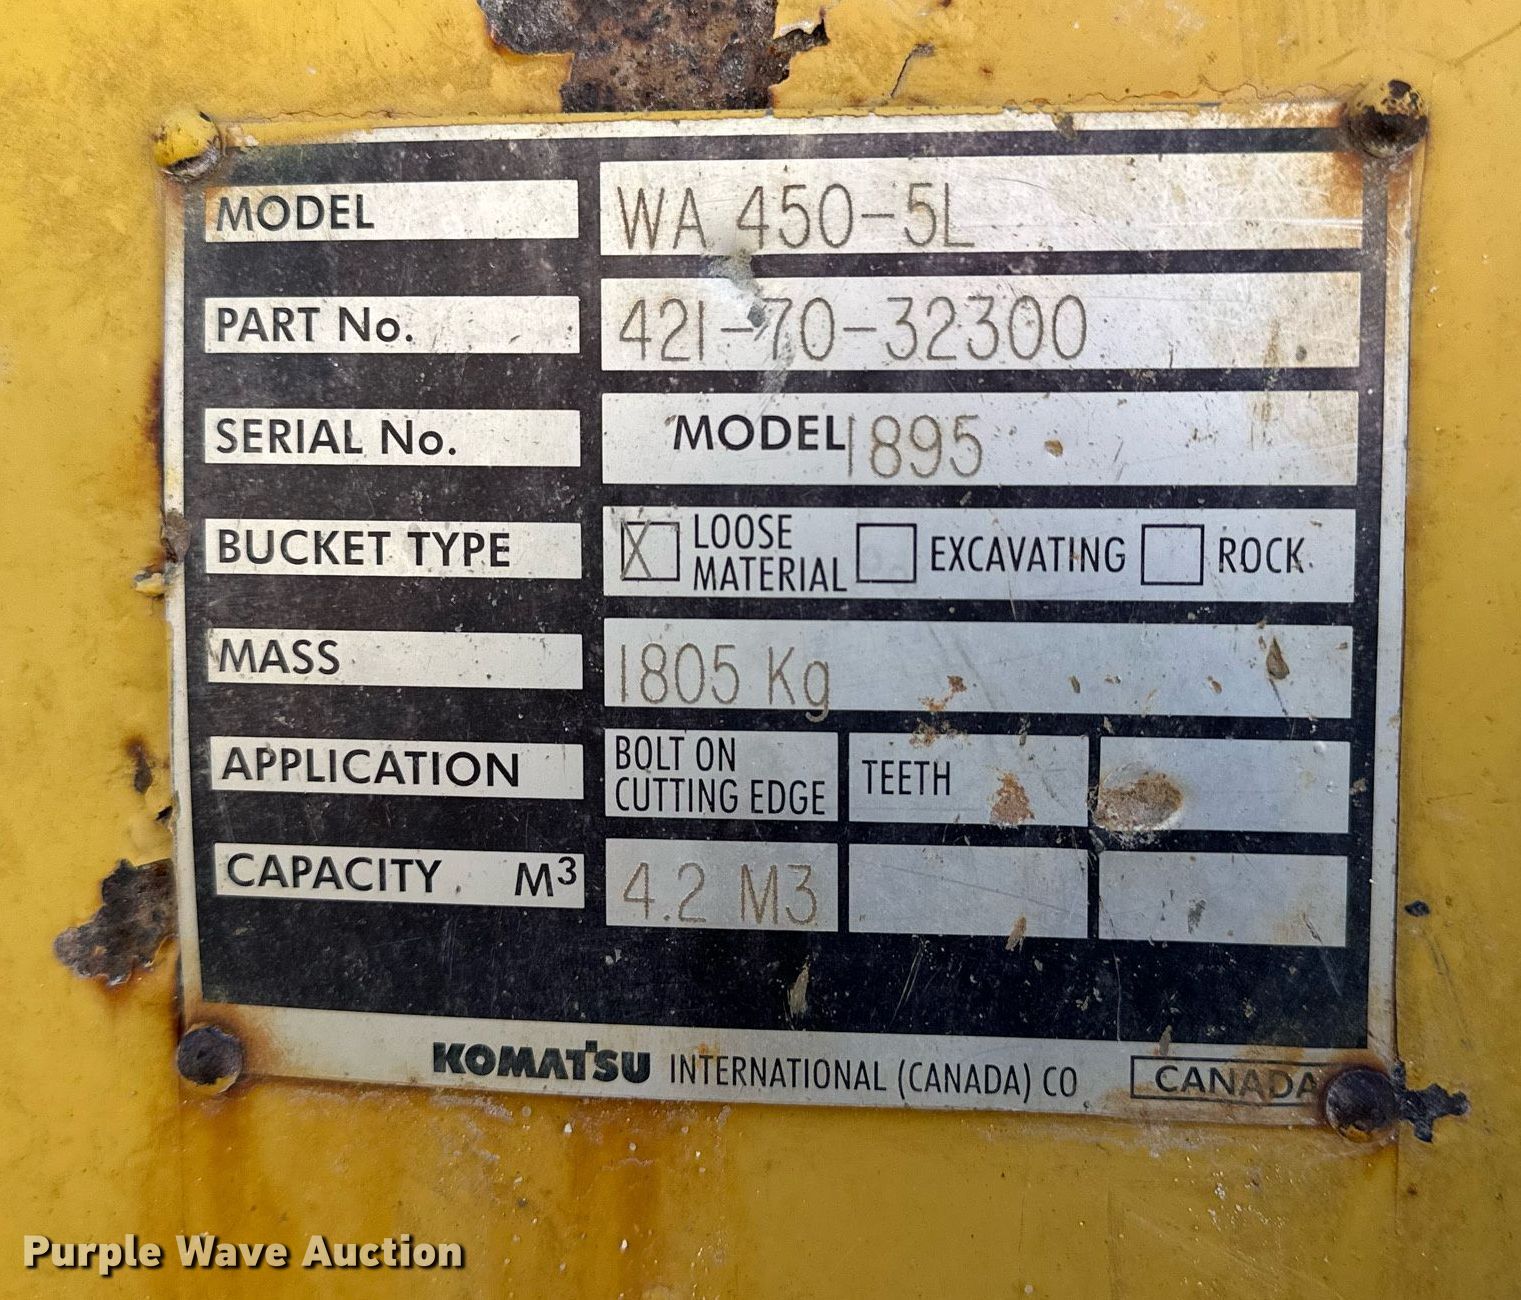 MODEL WA 450-5L
PART No. 421-70-32300
SERIAL No. MODEL 1895
BUCKET TYPE X LOOSE MATERIAL EXCAVATING ROCK
MASS 1805 Kg
APPLICATION BOLT ON CUTTING EDGE TEETH
CAPACITY M³ 4.2 M3
KOMATSU INTERNATIONAL (CANADA) CO CANADA
Purple Wave Auction